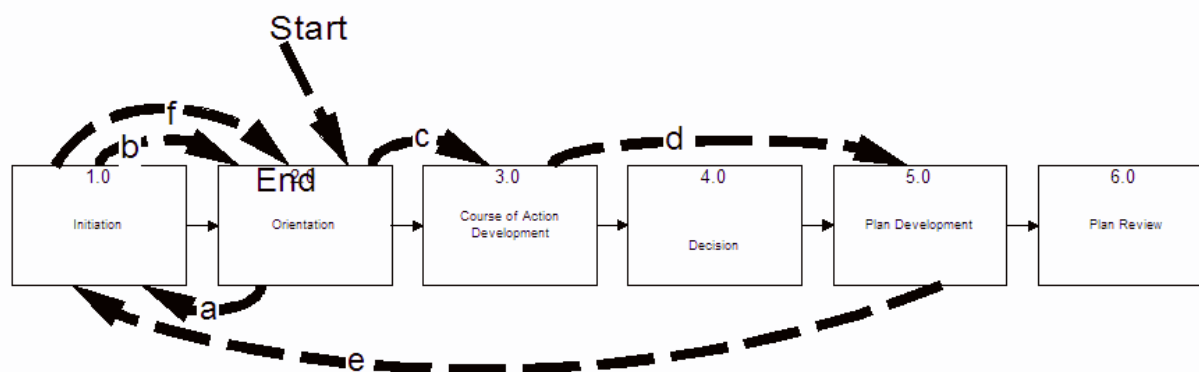 Start
f
b
c
d
1.0
End
3.0
4.0
5.0
6.0
Initiation
Orientation
Course of Action
Development
Decision
Plan Development
Plan Review
a
e